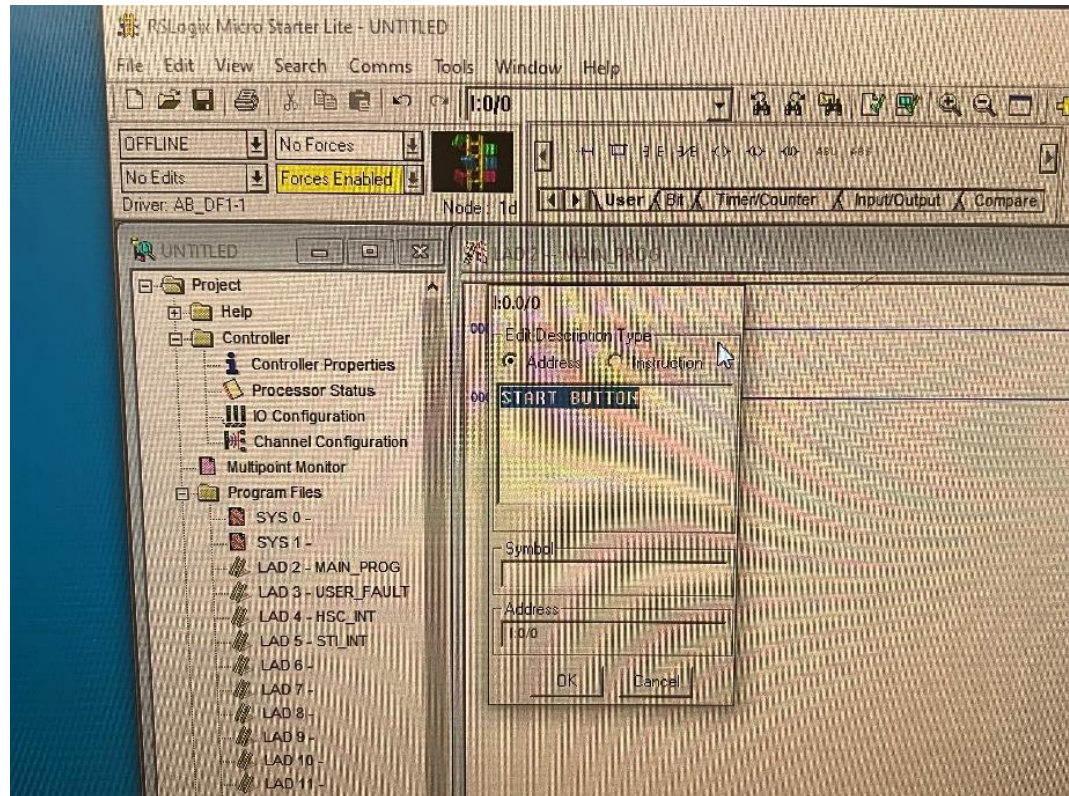 RSLogix Micro Starter Lite - UNTITLED
File Edit View Search Comms Tools Window Help
I:0/0
OFFLINE No Forces
No Edits Forces Enabled
Driver: AB_DF1-1 Node: 1d
ABL
User Bit Timer/Counter Input/Output Compare
UNTITLED
LAD 2 -- MAIN_PROG
Project
Help
Controller
Controller Properties
Processor Status
IO Configuration
Channel Configuration
Multipoint Monitor
Program Files
SYS 0 -
SYS 1 -
LAD 2 - MAIN_PROG
LAD 3 - USER_FAULT
LAD 4 - HSC_INT
LAD 5 - STI_INT
LAD 6 -
LAD 7 -
LAD 8 -
LAD 9 -
LAD 10 -
LAD 11 -
I:0.0/0
Edit Description Type
Address Instruction
START BUTTON
Symbol
Address
I:0/0
OK Cancel